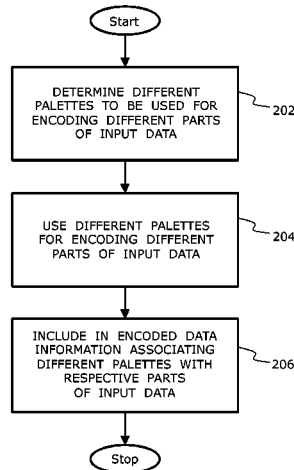 Start
DETERMINE DIFFERENT
PALETTES TO BE USED FOR
ENCODING DIFFERENT PARTS
OF INPUT DATA
202
USE DIFFERENT PALETTES
FOR ENCODING DIFFERENT
PARTS OF INPUT DATA
204
INCLUDE IN ENCODED DATA
INFORMATION ASSOCIATING
DIFFERENT PALETTES WITH
RESPECTIVE PARTS
OF INPUT DATA
206
Stop